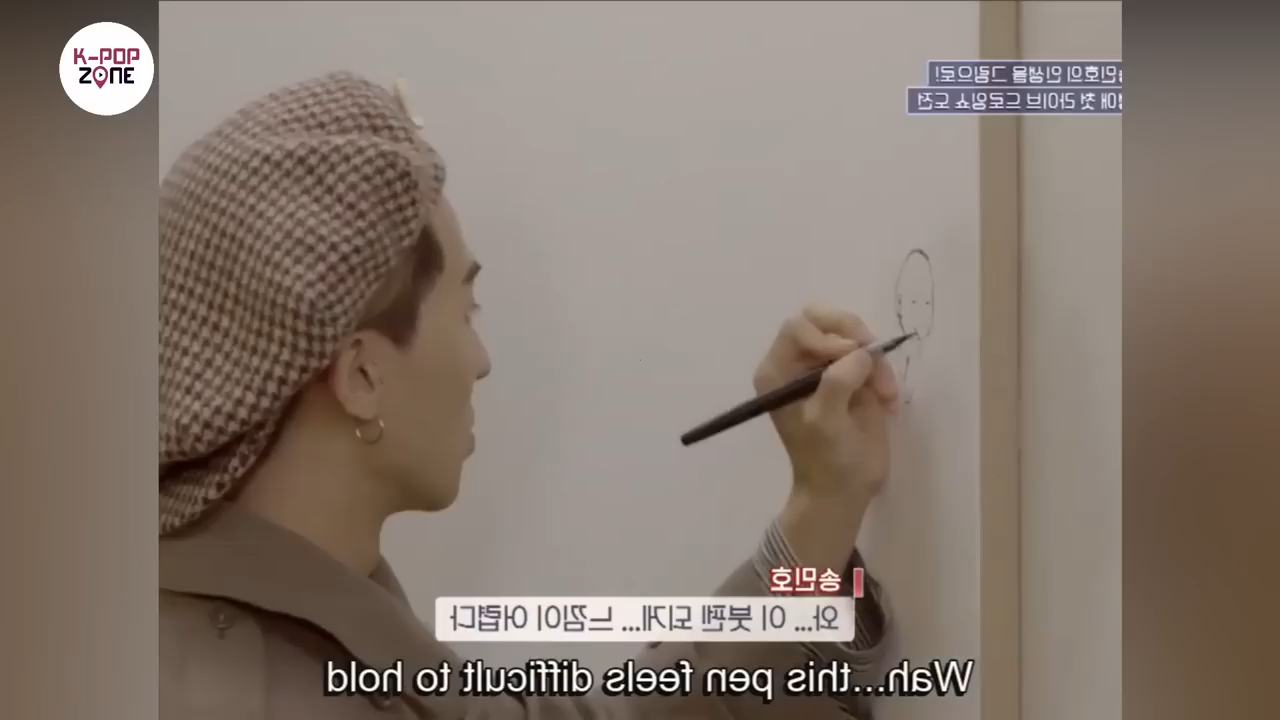 K-POP
ZONE
민호의 인생을 그림으로!
생애 첫 라이브 드로잉쇼 도전
송민호
와... 이 붓펜 되게... 느낌이 어렵다
Wah...this pen feels difficult to hold